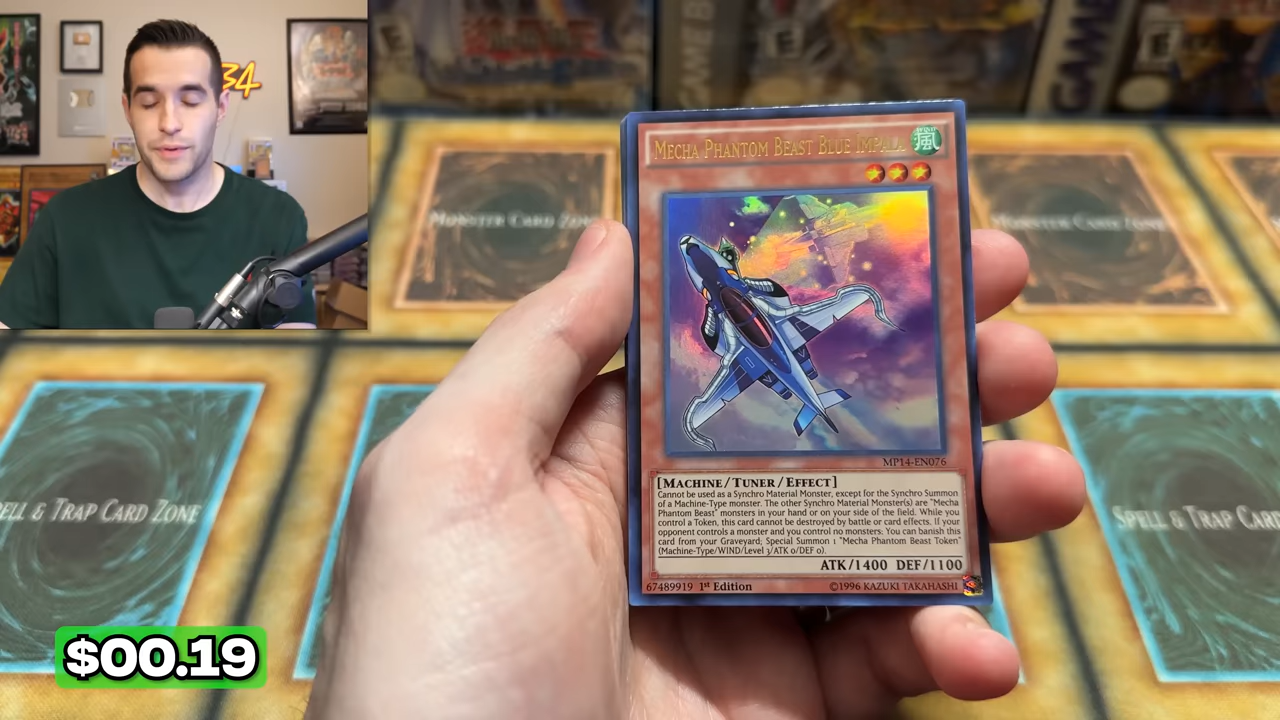 34
MONSTER CARD ZONE
MONSTER CARD ZONE
MECHA PHANTOM BEAST BLUE IMPALA
WIND
風
MP14-EN076
[MACHINE/TUNER/EFFECT]
Cannot be used as a Synchro Material Monster, except for the Synchro Summon
of a Machine-Type monster. The other Synchro Material Monster(s) are "Mecha
Phantom Beast" monsters in your hand or on your side of the field. While you
control a Token, this card cannot be destroyed by battle or card effects. If your
opponent controls a monster and you control no monsters: You can banish this
card from your Graveyard; Special Summon 1 "Mecha Phantom Beast Token"
(Machine-Type/WIND/Level 3/ATK 0/DEF 0).
ATK/1400 DEF/1100
67489919 1st Edition
©1996 KAZUKI TAKAHASHI
ELL & TRAP CARD ZONE
SPELL & TRAP CARD
$00.19